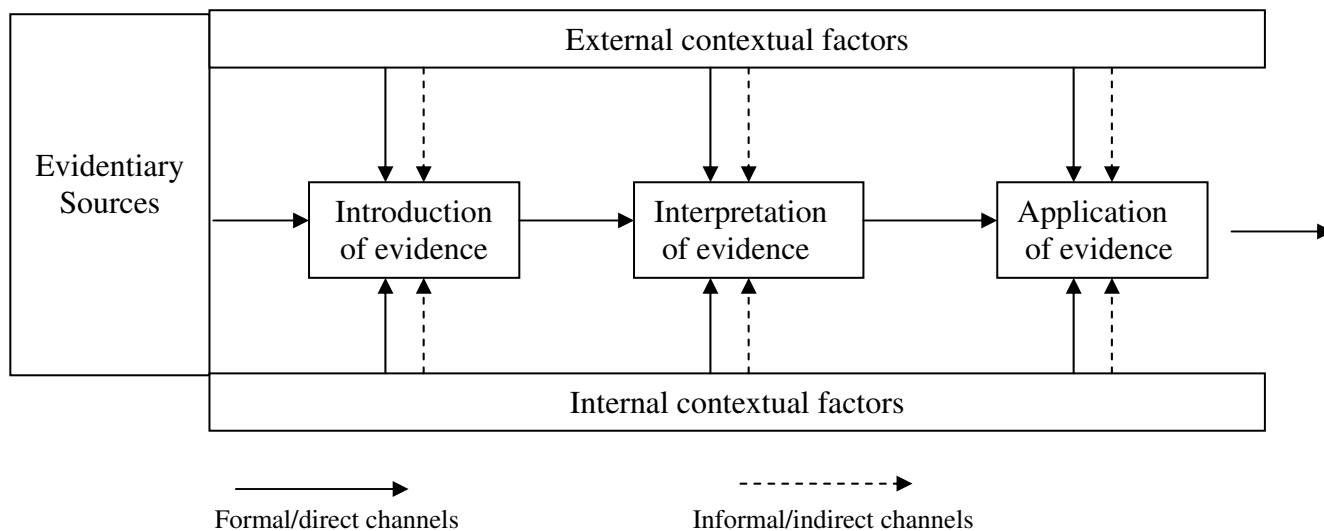 External contextual factors
Evidentiary
Sources
Introduction
of evidence
Interpretation
of evidence
Application
of evidence
Internal contextual factors
Formal/direct channels
Informal/indirect channels